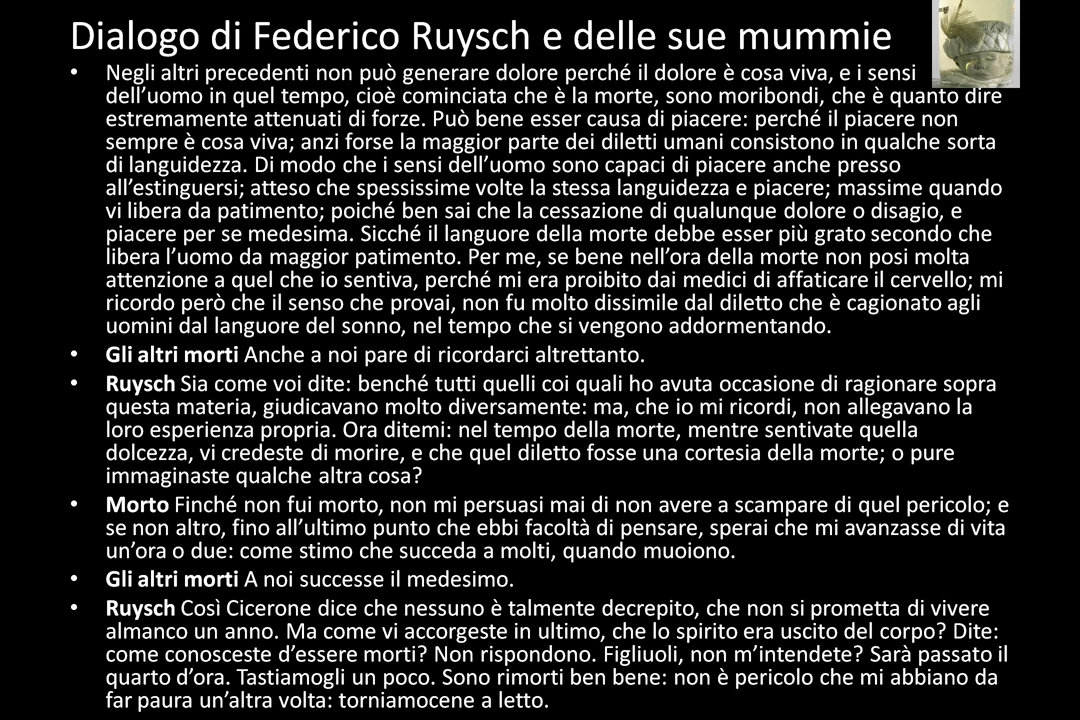 Dialogo di Federico Ruysch e delle sue mummie
• Negli altri precedenti non può generare dolore perché il dolore è cosa viva, e i sensi
dell’uomo in quel tempo, cioè cominciata che è la morte, sono moribondi, che è quanto dire
estremamente attenuati di forze. Può bene esser causa di piacere: perché il piacere non
sempre è cosa viva; anzi forse la maggior parte dei diletti umani consistono in qualche sorta
di languidezza. Di modo che i sensi dell’uomo sono capaci di piacere anche presso
all’estinguersi; atteso che spessissime volte la stessa languidezza e piacere; massime quando
vi libera da patimento; poiché ben sai che la cessazione di qualunque dolore o disagio, e
piacere per se medesima. Sicché il languore della morte debbe esser più grato secondo che
libera l’uomo da maggior patimento. Per me, se bene nell’ora della morte non posi molta
attenzione a quel che io sentiva, perché mi era proibito dai medici di affaticare il cervello; mi
ricordo però che il senso che provai, non fu molto dissimile dal diletto che è cagionato agli
uomini dal languore del sonno, nel tempo che si vengono addormentando.
• Gli altri morti Anche a noi pare di ricordarci altrettanto.
• Ruysch Sia come voi dite: benché tutti quelli coi quali ho avuta occasione di ragionare sopra
questa materia, giudicavano molto diversamente: ma, che io mi ricordi, non allegavano la
loro esperienza propria. Ora ditemi: nel tempo della morte, mentre sentivate quella
dolcezza, vi credeste di morire, e che quel diletto fosse una cortesia della morte; o pure
immaginaste qualche altra cosa?
• Morto Finché non fui morto, non mi persuasi mai di non avere a scampare di quel pericolo; e
se non altro, fino all’ultimo punto che ebbi facoltà di pensare, sperai che mi avanzasse di vita
un’ora o due: come stimo che succeda a molti, quando muoiono.
• Gli altri morti A noi successe il medesimo.
• Ruysch Così Cicerone dice che nessuno è talmente decrepito, che non si prometta di vivere
almanco un anno. Ma come vi accorgeste in ultimo, che lo spirito era uscito del corpo? Dite:
come conosceste d’essere morti? Non rispondono. Figliuoli, non m’intendete? Sarà passato il
quarto d’ora. Tastiamogli un poco. Sono rimorti ben bene: non è pericolo che mi abbiano da
far paura un’altra volta: torniamocene a letto.